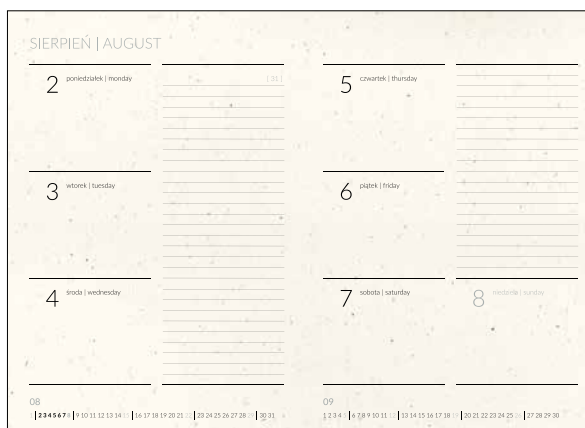 SIERPIEŃ | AUGUST
2 poniedziałek | monday
| 31 |
3 wtorek | tuesday
4 środa | wednesday
08
1 | 2 3 4 5 6 7 8 | 9 10 11 12 13 14 15 | 16 17 18 19 20 21 22 | 23 24 25 26 27 28 29 | 30 31
5 czwartek | thursday
6 piątek | friday
7 sobota | saturday
8 niedziela | sunday
09
1 2 3 4 5 | 6 7 8 9 10 11 12 | 13 14 15 16 17 18 19 | 20 21 22 23 24 25 26 | 27 28 29 30